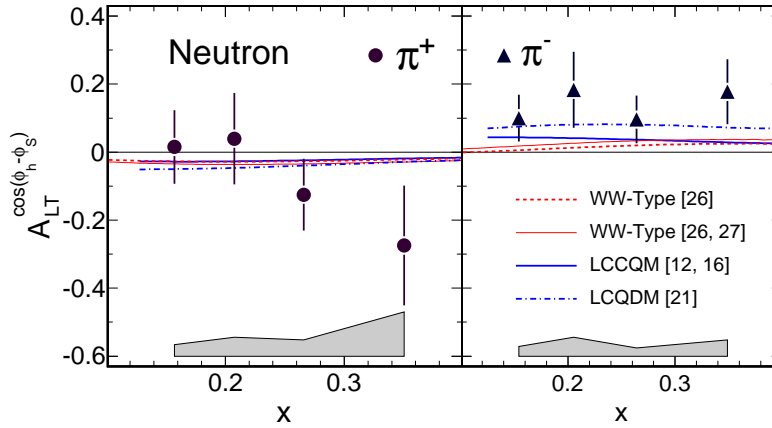 0.4
0.2
0
-0.2
-0.4
-0.6
A_LT^cos(ϕ_h-ϕ_S)
Neutron
π⁺
π⁻
WW-Type [26]
WW-Type [26, 27]
LCCQM [12, 16]
LCQDM [21]
0.2 0.3 0.2 0.3
x x